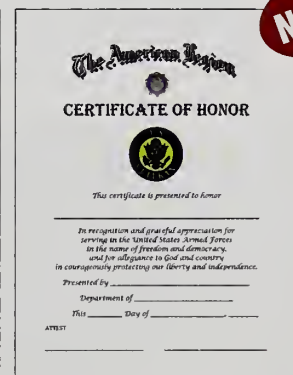 The American Legion
CERTIFICATE OF HONOR
U.S.
VETERAN
This certificate is presented to honor
In recognition and grateful appreciation for
serving in the United States Armed Forces
in the name of freedom and democracy,
and for allegiance to God and country
in courageously protecting our liberty and independence.
Presented by
Department of
This Day of ,
ATTEST